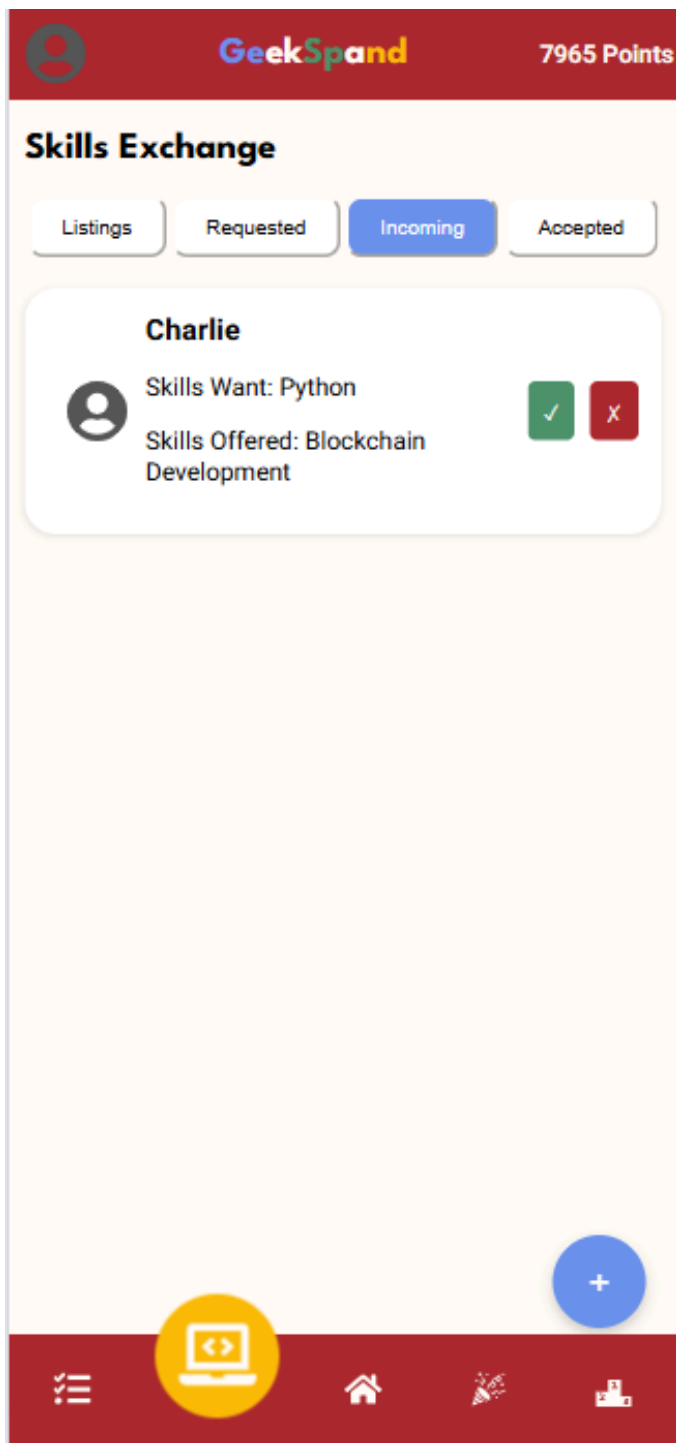 GeekSpand
7965 Points
Skills Exchange
Listings
Requested
Incoming
Accepted
Charlie
Skills Want: Python
✓
✗
Skills Offered: Blockchain
Development
+